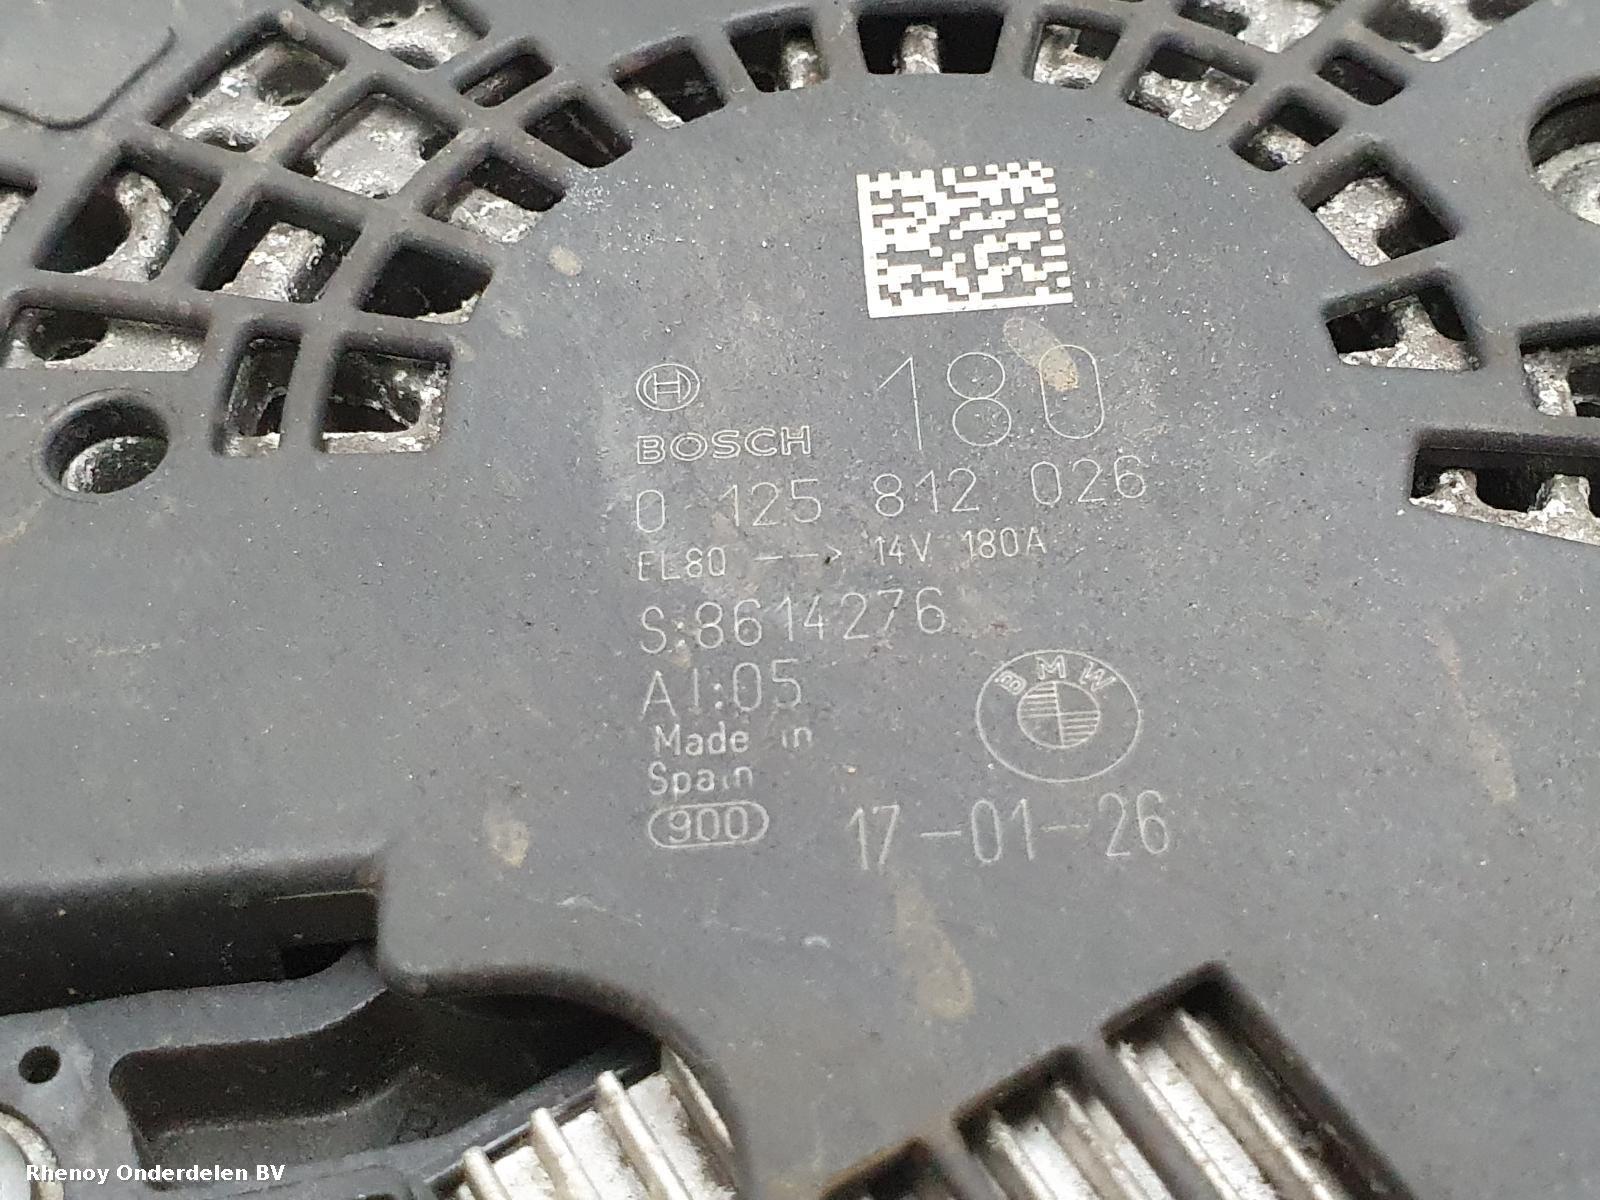 180
BOSCH
0 125 812 026
EL8Q --> 14V 180A
S:8614276
AI:05
Made in
Spain
BMW
900
17-01-26
Rhenoy Onderdelen BV